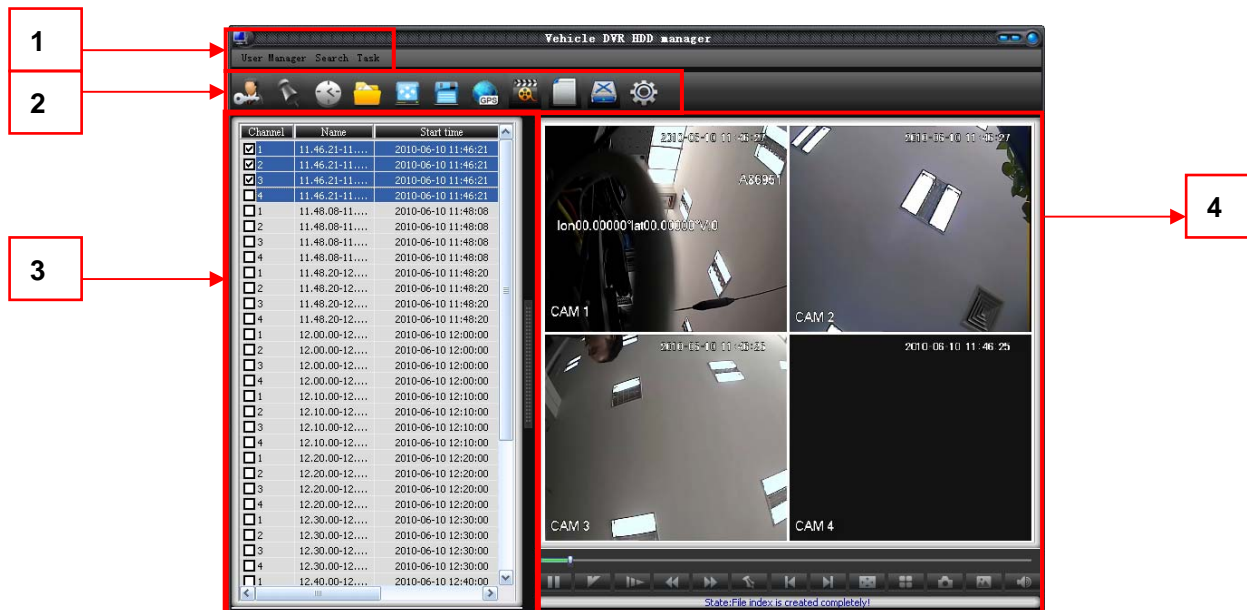 1
Vehicle DVR HDD manager
User Manager Search Task
2
GPS
Channel Name Start time
1 11.46.21-11.... 2010-06-10 11:46:21
2 11.46.21-11.... 2010-06-10 11:46:21
3 11.46.21-11.... 2010-06-10 11:46:21
4 11.46.21-11.... 2010-06-10 11:46:21
1 11.48.08-11.... 2010-06-10 11:48:08
2 11.48.08-11.... 2010-06-10 11:48:08
3 11.48.08-11.... 2010-06-10 11:48:08
4 11.48.08-11.... 2010-06-10 11:48:08
1 11.48.20-12.... 2010-06-10 11:48:20
2 11.48.20-12.... 2010-06-10 11:48:20
3 11.48.20-12.... 2010-06-10 11:48:20
4 11.48.20-12.... 2010-06-10 11:48:20
1 12.00.00-12.... 2010-06-10 12:00:00
2 12.00.00-12.... 2010-06-10 12:00:00
3 12.00.00-12.... 2010-06-10 12:00:00
4 12.00.00-12.... 2010-06-10 12:00:00
1 12.10.00-12.... 2010-06-10 12:10:00
2 12.10.00-12.... 2010-06-10 12:10:00
3 12.10.00-12.... 2010-06-10 12:10:00
4 12.10.00-12.... 2010-06-10 12:10:00
1 12.20.00-12.... 2010-06-10 12:20:00
2 12.20.00-12.... 2010-06-10 12:20:00
3 12.20.00-12.... 2010-06-10 12:20:00
4 12.20.00-12.... 2010-06-10 12:20:00
1 12.30.00-12.... 2010-06-10 12:30:00
2 12.30.00-12.... 2010-06-10 12:30:00
3 12.30.00-12.... 2010-06-10 12:30:00
4 12.30.00-12.... 2010-06-10 12:30:00
1 12.40.00-12.... 2010-06-10 12:40:00
3
2010-06-10 11:46:27
A86951
lon00.00000°lat00.00000°V:0
CAM 1
2010-06-10 11:46:27
CAM 2
2010-06-10 11:46:25
CAM 3
2010-06-10 11:46:25
CAM 4
State:File index is created completely!
4